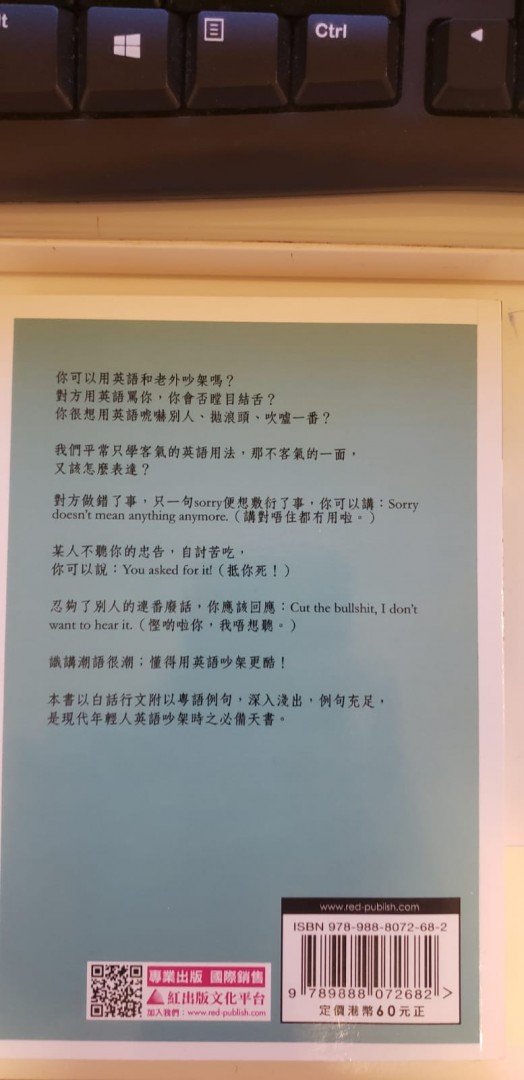 t
Ctrl
你可以用英語和老外吵架嗎？
對方用英語罵你，你會否瞠目結舌？
你很想用英語唬嚇別人、拋浪頭、吹噓一番？
我們平常只學客氣的英語用法，那不客氣的一面，
又該怎麼表達？
對方做錯了事，只一句sorry便想敷衍了事，你可以講：Sorry
doesn't mean anything anymore.（講對唔住都冇用啦。）
某人不聽你的忠告，自討苦吃，
你可以說：You asked for it!（抵你死！）
忍夠了別人的連番廢話，你應該回應：Cut the bullshit, I don't
want to hear it.（慳啲啦你，我唔想聽。）
識講潮語很潮；懂得用英語吵架更酷！
本書以白話行文附以粵語例句，深入淺出，例句充足，
是現代年輕人英語吵架時之必備天書。
www.red-publish.com
ISBN 978-988-8072-68-2
9 789888 072682 >
定價港幣60元正
專業出版 國際銷售
紅出版文化平台
加入我們：www.red-publish.com